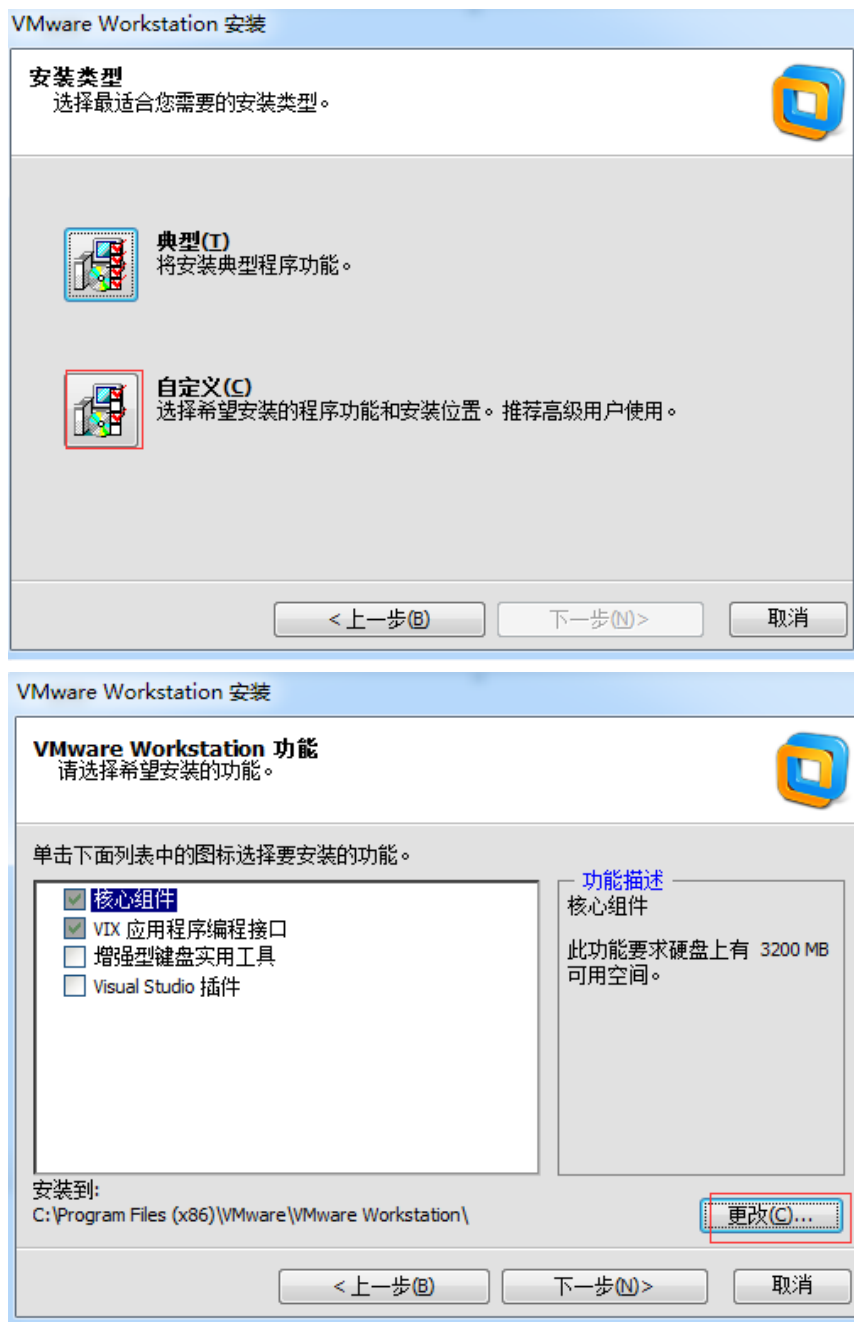 VMware Workstation 安装
安装类型
选择最适合您需要的安装类型。
典型(T)
将安装典型程序功能。
自定义(C)
选择希望安装的程序功能和安装位置。推荐高级用户使用。
<上一步(B)
下一步(N)>
取消
VMware Workstation 安装
VMware Workstation 功能
请选择希望安装的功能。
单击下面列表中的图标选择要安装的功能。
核心组件
VIX 应用程序编程接口
增强型键盘实用工具
Visual Studio 插件
功能描述
核心组件
此功能要求硬盘上有 3200 MB
可用空间。
安装到:
C:\Program Files (x86)\VMware\VMware Workstation\
更改(C)...
<上一步(B)
下一步(N)>
取消